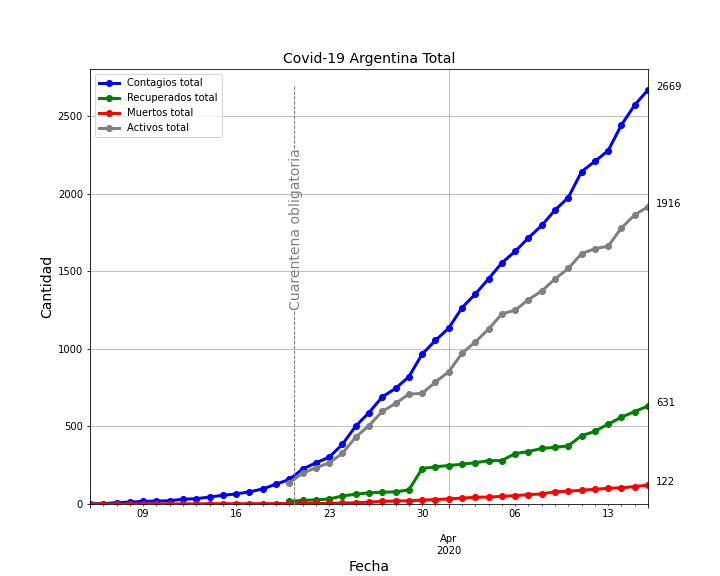 Covid-19 Argentina Total
Contagios total
Recuperados total
Muertos total
Activos total
Cuarentena obligatoria
Cantidad
2500
2000
1500
1000
500
0
2669
1916
631
122
09
16
23
30
06
13
Apr
2020
Fecha